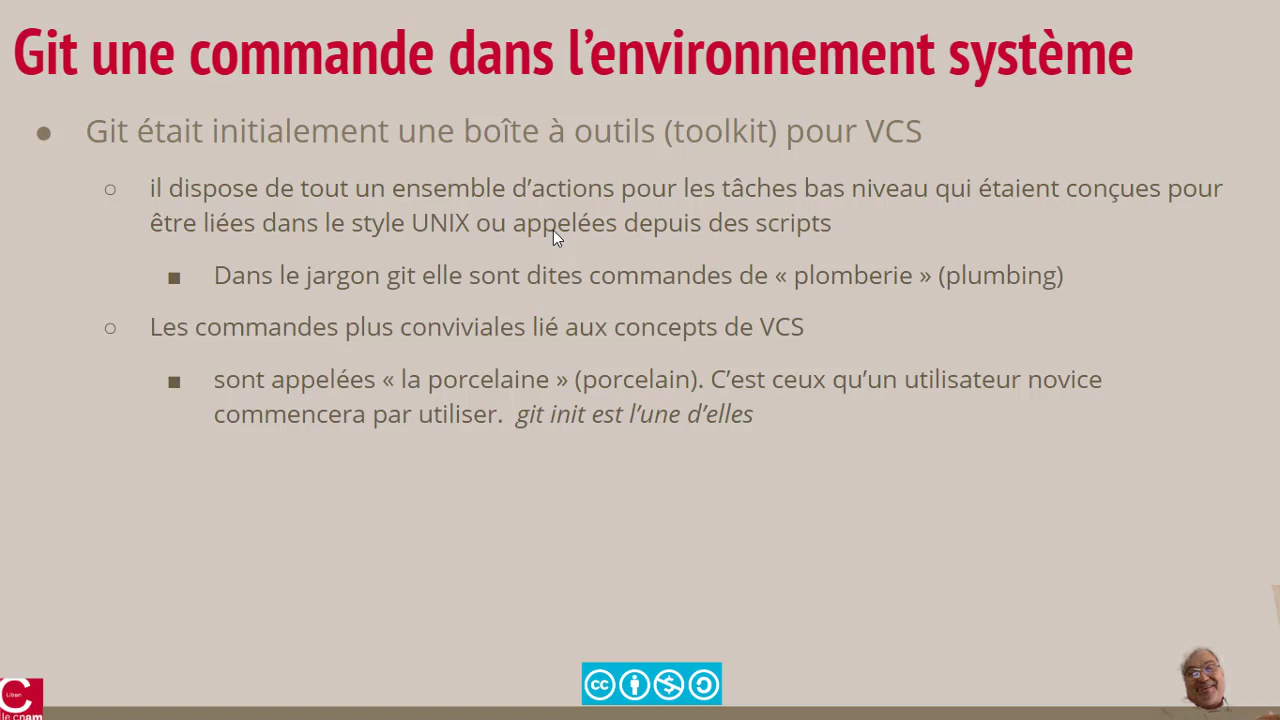 Git une commande dans l’environnement système
Git était initialement une boîte à outils (toolkit) pour VCS
il dispose de tout un ensemble d’actions pour les tâches bas niveau qui étaient conçues pour
être liées dans le style UNIX ou appelées depuis des scripts
Dans le jargon git elle sont dites commandes de « plomberie » (plumbing)
Les commandes plus conviviales lié aux concepts de VCS
sont appelées « la porcelaine » (porcelain). C’est ceux qu’un utilisateur novice
commencera par utiliser. git init est l’une d’elles
cc
Liban
le cnam